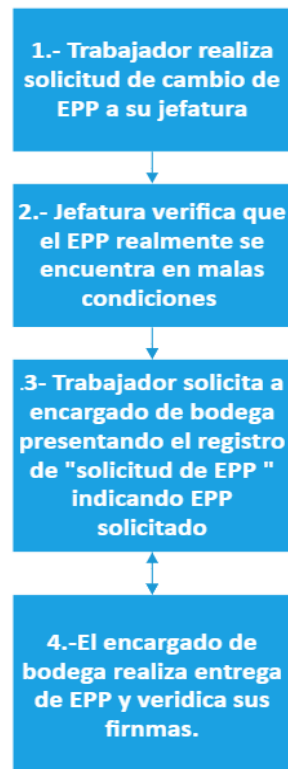 1.- Trabajador realiza
solicitud de cambio de
EPP a su jefatura
2.- Jefatura verifica que
el EPP realmente se
encuentra en malas
condiciones
.3- Trabajador solicita a
encargado de bodega
presentando el registro
de "solicitud de EPP "
indicando EPP
solicitado
4.-El encargado de
bodega realiza entrega
de EPP y veridica sus
firnmas.